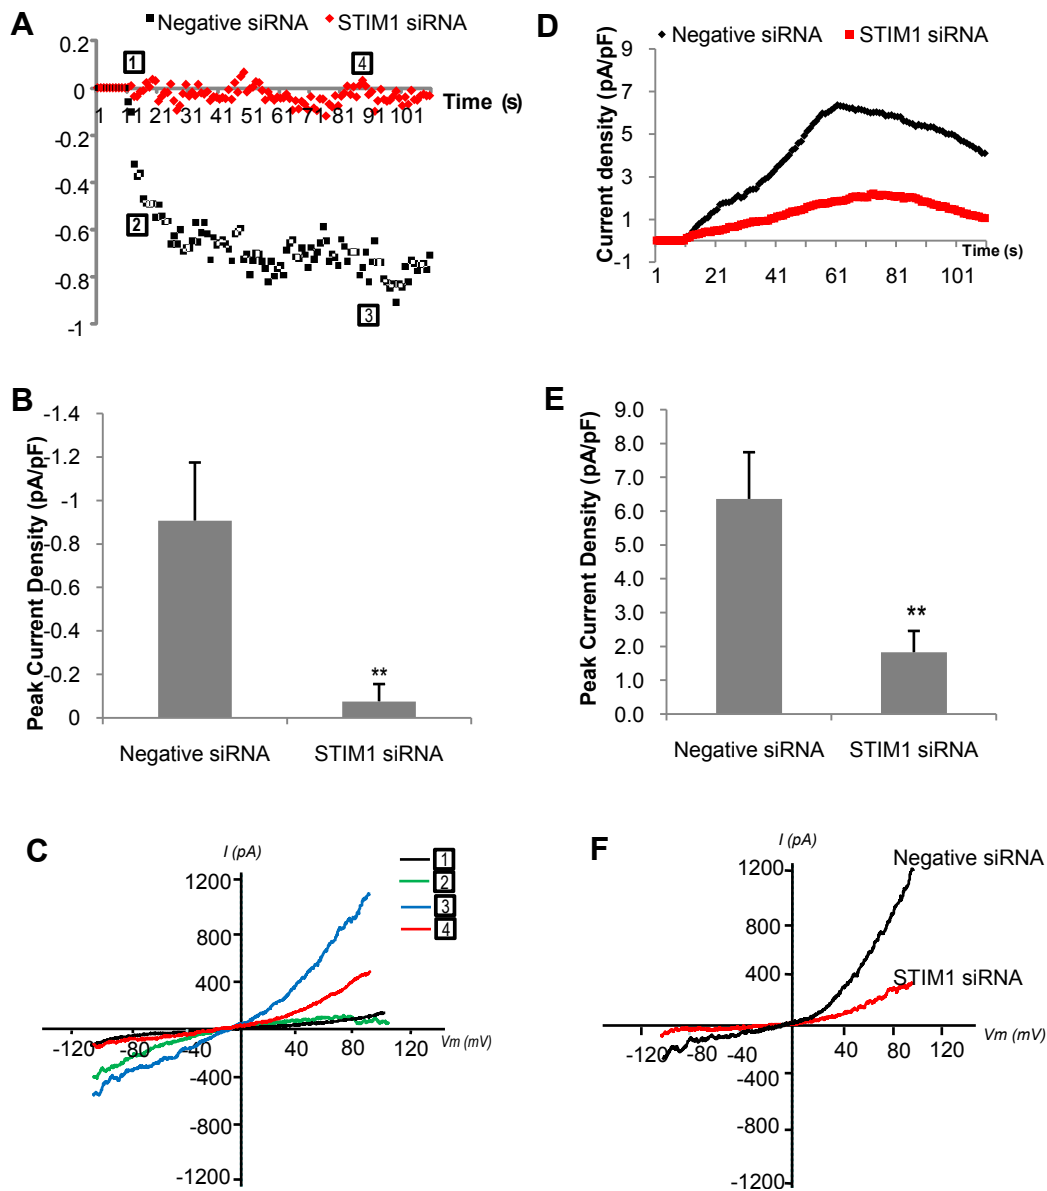 A
Negative siRNA STIM1 siRNA
0.2
0
-0.2
-0.4
-0.6
-0.8
-1
1 11 21 31 41 51 61 71 81 91 101
Time (s)
1
2
3
4
D
Negative siRNA STIM1 siRNA
Current density (pA/pF)
9
7
5
3
1
-1
1 21 41 61 81 101
Time (s)
B
Peak Current Density (pA/pF)
-1.4
-1.2
-1
-0.8
-0.6
-0.4
-0.2
0
**
Negative siRNA STIM1 siRNA
E
Peak Current Density (pA/pF)
9.0
8.0
7.0
6.0
5.0
4.0
3.0
2.0
1.0
0.0
**
Negative siRNA STIM1 siRNA
C
I (pA)
1200
800
400
-400
-800
-1200
-120 -80 -40 40 80 120
Vm (mV)
1
2
3
4
F
I (pA)
1200
800
400
-400
-800
-1200
-120 -80 -40 40 80 120
Vm (mV)
Negative siRNA
STIM1 siRNA